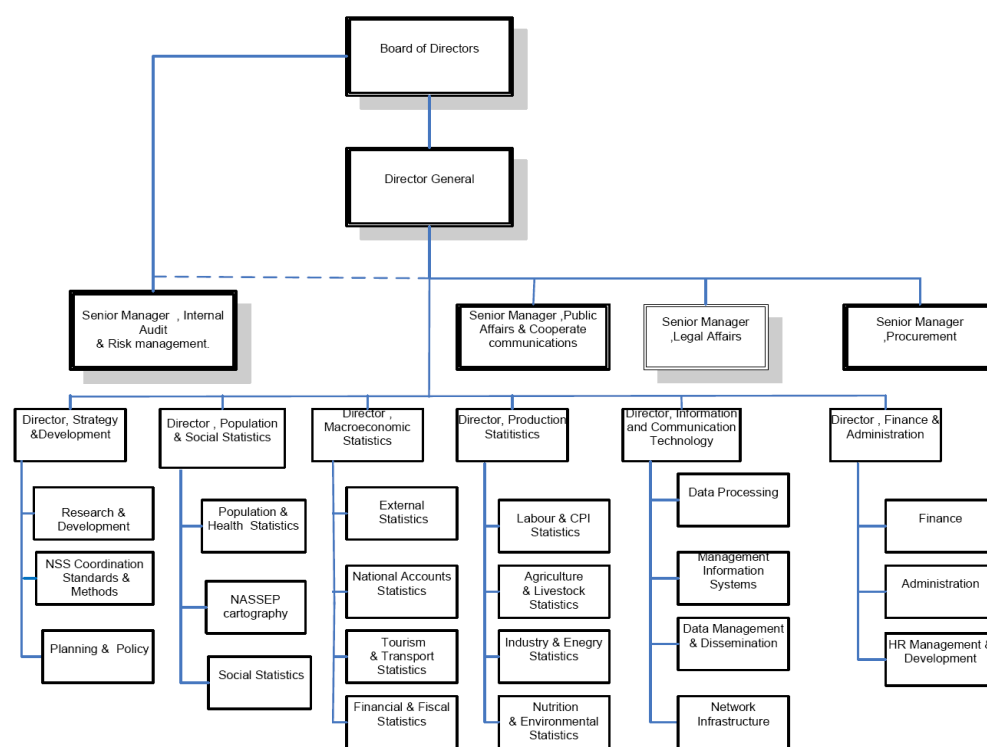 Board of Directors
Director General
Senior Manager , Internal
Audit
& Risk management.
Senior Manager ,Public
Affairs & Cooperate
communications
Senior Manager
,Legal Affairs
Senior Manager
,Procurement
Director, Strategy
&Development
Director , Population
& Social Statistics
Director ,
Macroeconomic
Statistics
Director, Production
Statitistics
Director, Information
and Communication
Technology
Director , Finance &
Administration
Research &
Development
NSS Coordination
Standards &
Methods
Planning & Policy
Population &
Health Statistics
NASSEP
cartography
Social Statistics
External
Statistics
National Accounts
Statistics
Tourism
& Transport
Statistics
Financial & Fiscal
Statistics
Labour & CPI
Statistics
Agriculture
& Livestock
Statistics
Industry & Enegry
Statistics
Nutrition
& Environmental
Statistics
Data Processing
Management
Information
Systems
Data Management
& Dissemination
Network
Infrastructure
Finance
Administration
HR Management &
Development